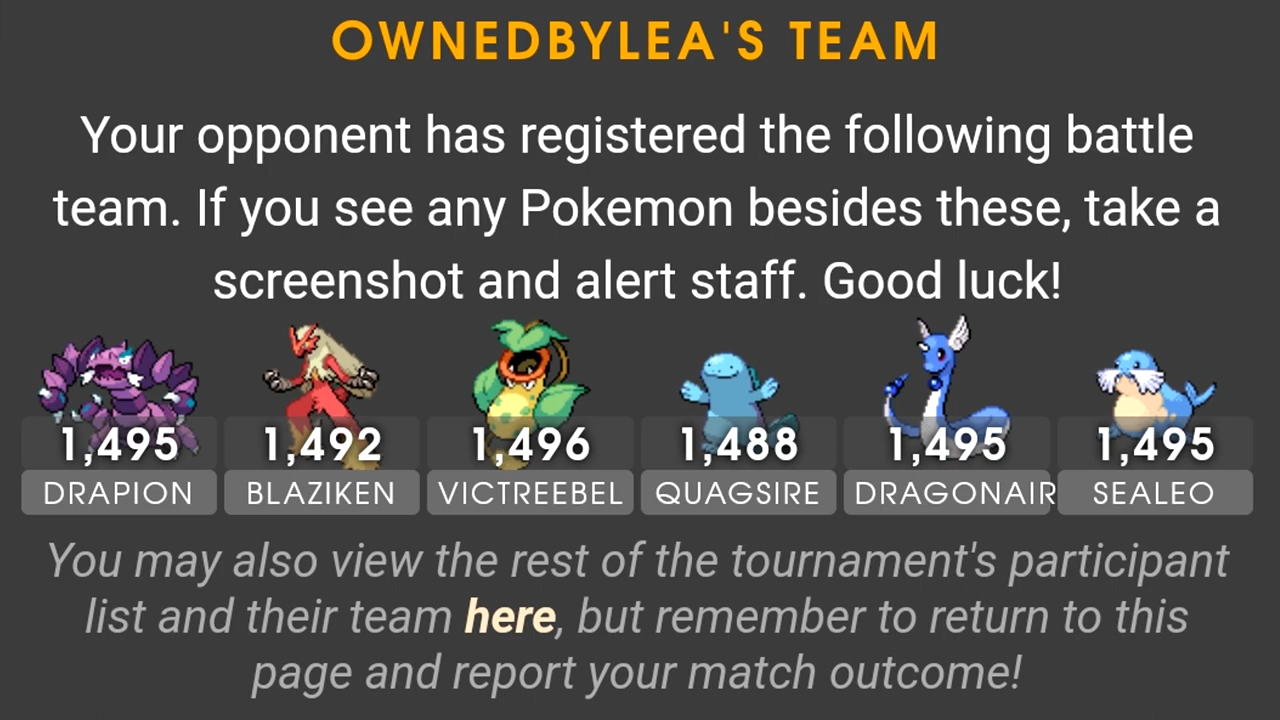 OWNEDBYLEA'S TEAM
Your opponent has registered the following battle
team. If you see any Pokemon besides these, take a
screenshot and alert staff. Good luck!
1,495 1,492 1,496 1,488 1,495 1,495
DRAPION BLAZIKEN VICTREEBEL QUAGSIRE DRAGONAIR SEALEO
You may also view the rest of the tournament's participant
list and their team here, but remember to return to this
page and report your match outcome!